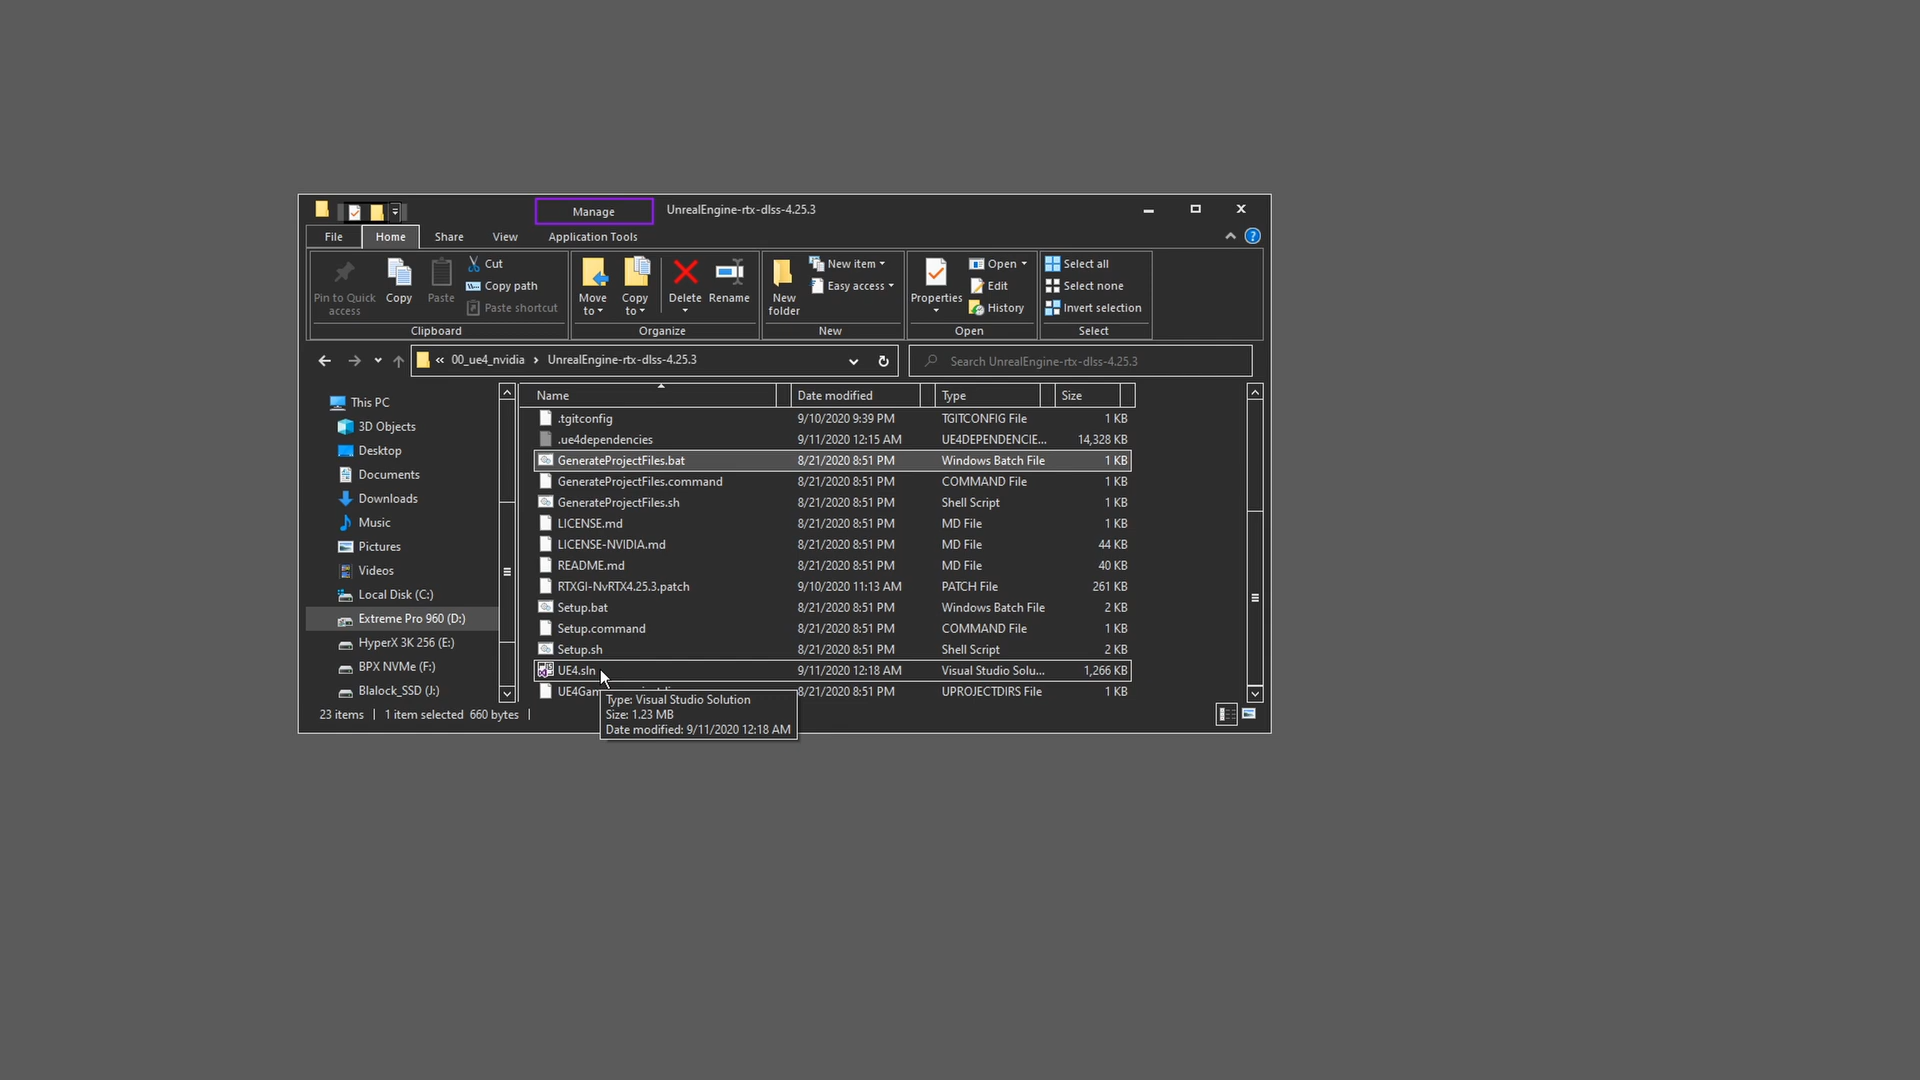 Manage
UnrealEngine-rtx-dlss-4.25.3
File
Home
Share
View
Application Tools
Pin to Quick access
Copy
Paste
Cut
Copy path
Paste shortcut
Clipboard
Move to
Copy to
Delete
Rename
Organize
New folder
New item
Easy access
New
Properties
Open
Edit
History
Open
Select all
Select none
Invert selection
Select
« 00_ue4_nvidia › UnrealEngine-rtx-dlss-4.25.3
Search UnrealEngine-rtx-dlss-4.25.3
This PC
3D Objects
Desktop
Documents
Downloads
Music
Pictures
Videos
Local Disk (C:)
Extreme Pro 960 (D:)
HyperX 3K 256 (E:)
BPX NVMe (F:)
Blalock_SSD (J:)
Name Date modified Type Size
.tgitconfig 9/10/2020 9:39 PM TGITCONFIG File 1 KB
.ue4dependencies 9/11/2020 12:15 AM UE4DEPENDENCIE... 14,328 KB
GenerateProjectFiles.bat 8/21/2020 8:51 PM Windows Batch File 1 KB
GenerateProjectFiles.command 8/21/2020 8:51 PM COMMAND File 1 KB
GenerateProjectFiles.sh 8/21/2020 8:51 PM Shell Script 1 KB
LICENSE.md 8/21/2020 8:51 PM MD File 1 KB
LICENSE-NVIDIA.md 8/21/2020 8:51 PM MD File 44 KB
README.md 8/21/2020 8:51 PM MD File 40 KB
RTXGI-NvRTX4.25.3.patch 9/10/2020 11:13 AM PATCH File 261 KB
Setup.bat 8/21/2020 8:51 PM Windows Batch File 2 KB
Setup.command 8/21/2020 8:51 PM COMMAND File 1 KB
Setup.sh 8/21/2020 8:51 PM Shell Script 2 KB
UE4.sln 9/11/2020 12:18 AM Visual Studio Solu... 1,266 KB
8/21/2020 8:51 PM UPROJECTDIRS File 1 KB
Type: Visual Studio Solution
Size: 1.23 MB
Date modified: 9/11/2020 12:18 AM
23 items 1 item selected 660 bytes